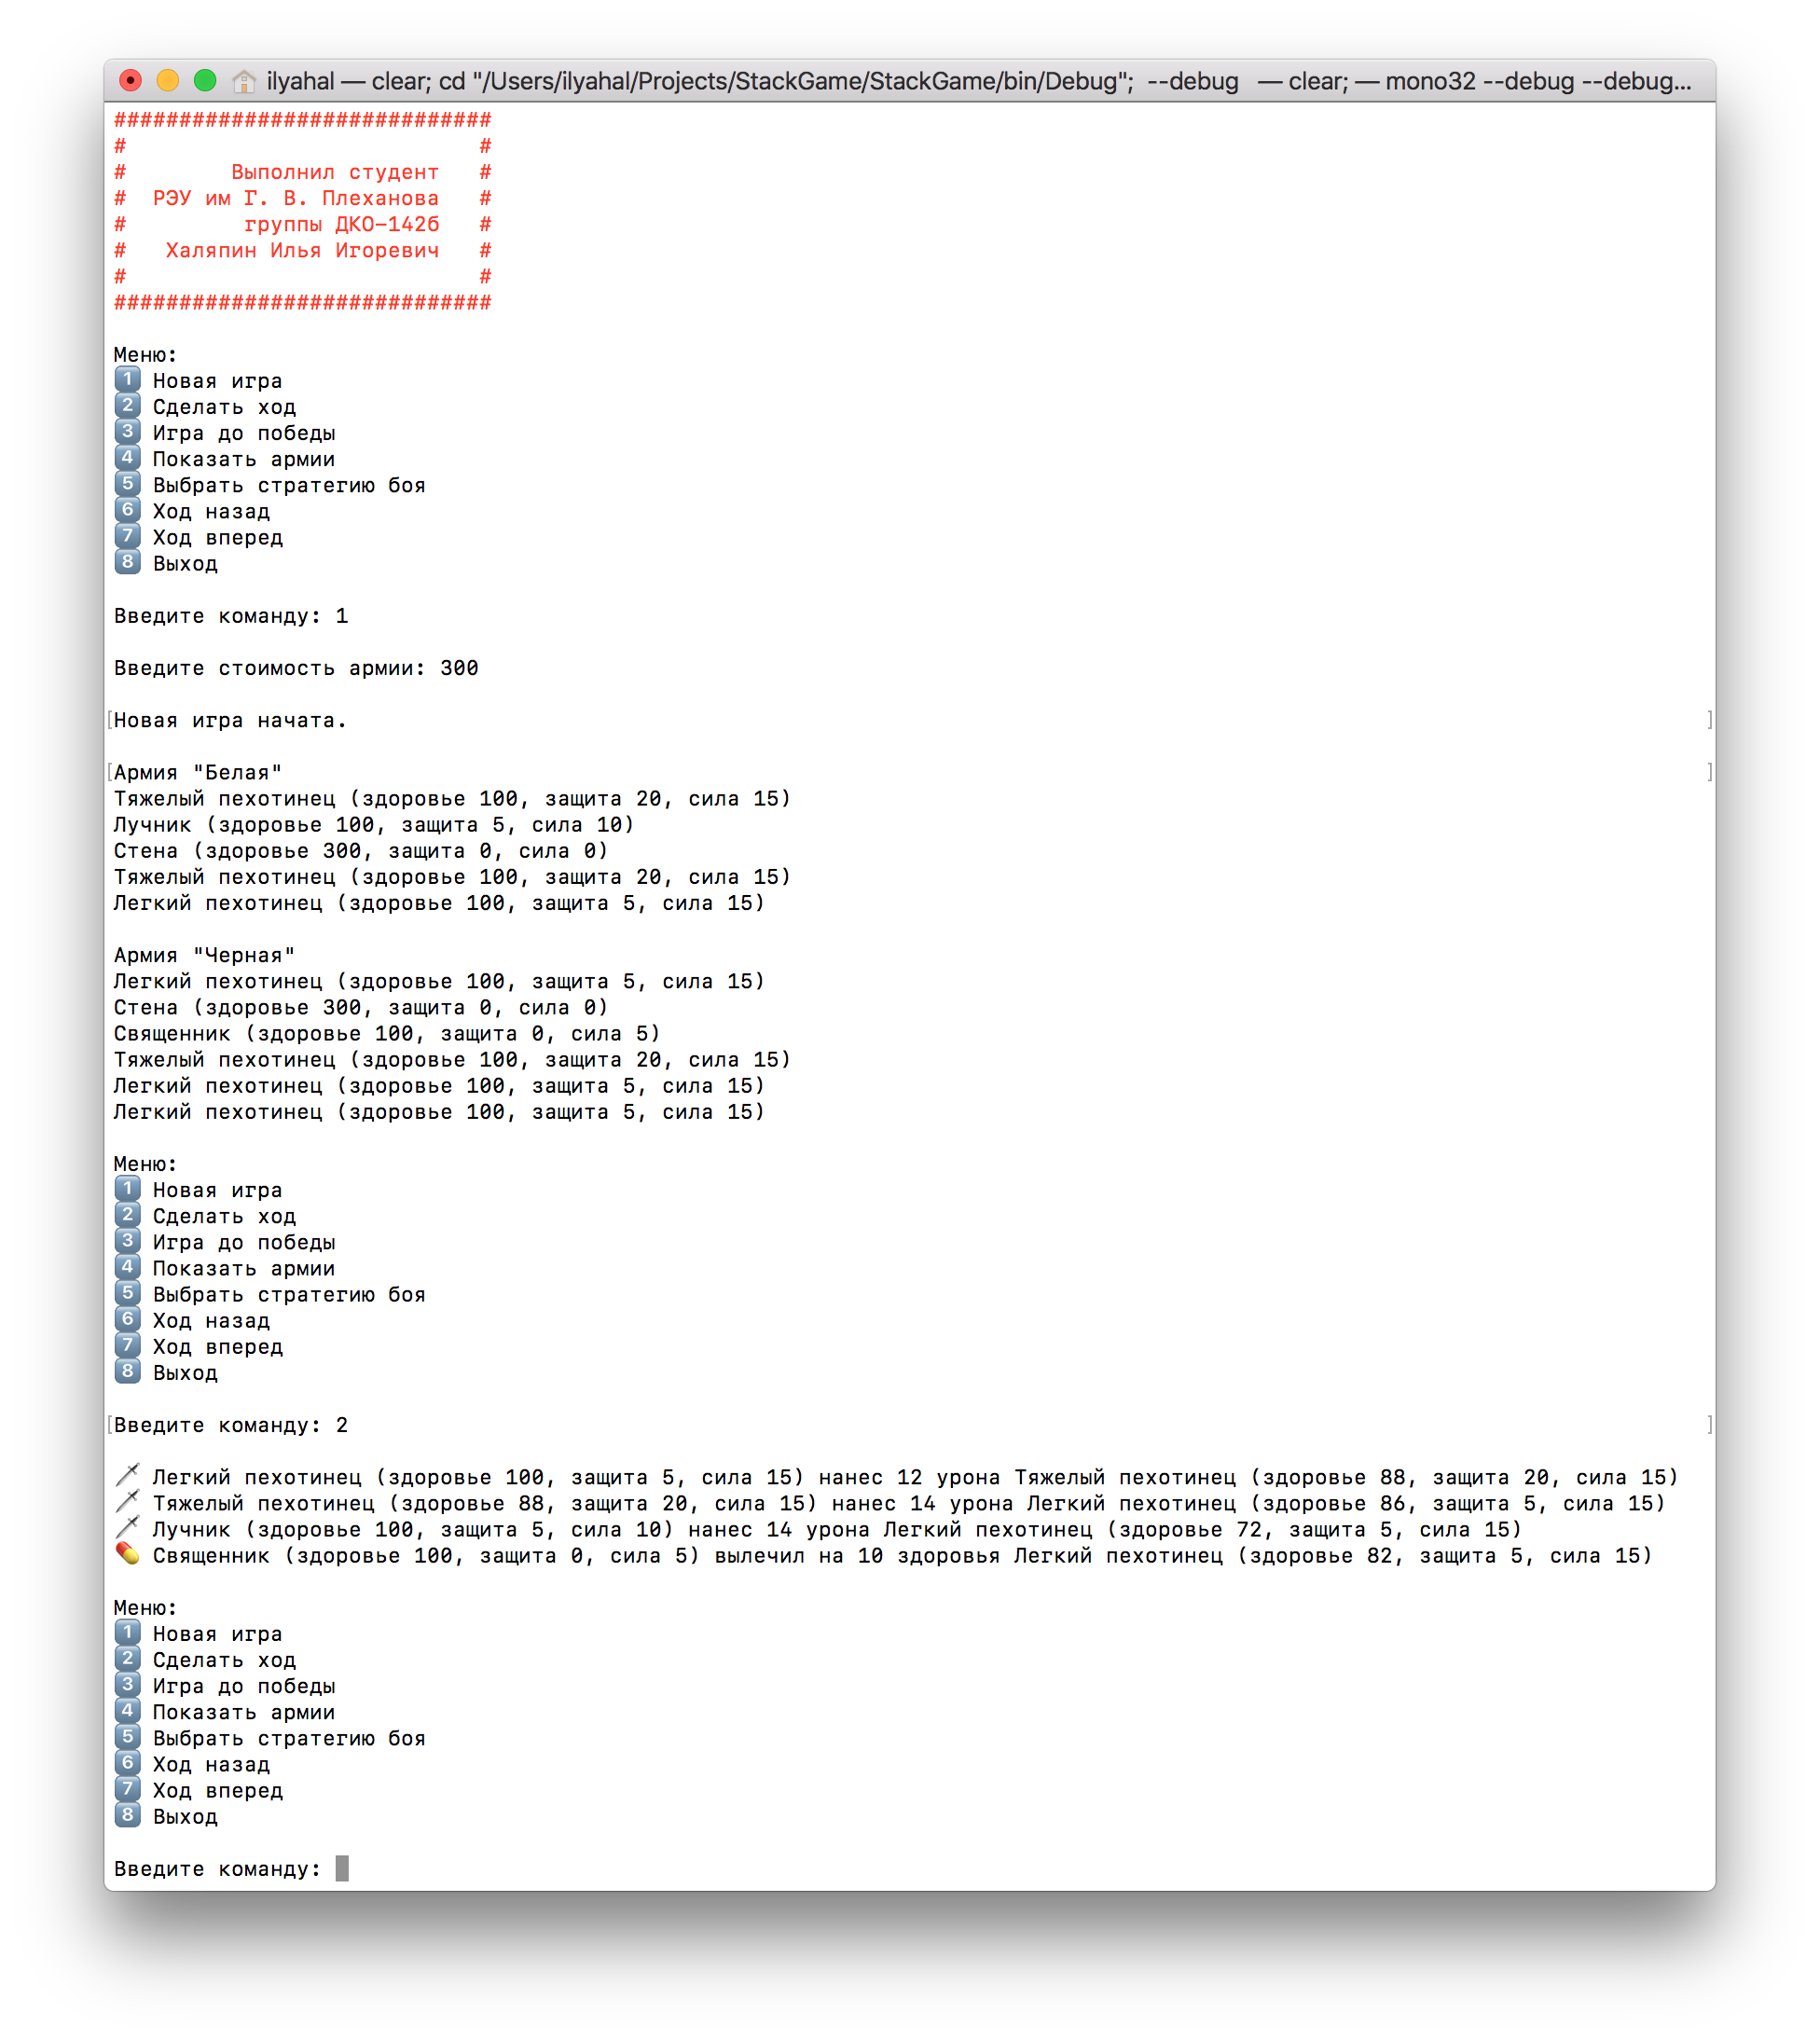 ilyahal — clear; cd "/Users/ilyahal/Projects/StackGame/StackGame/bin/Debug"; --debug — clear; — mono32 --debug --debug...
#############################
# #
# Выполнил студент #
# РЭУ им Г. В. Плеханова #
# группы ДКО-142б #
# Халяпин Илья Игоревич #
# #
#############################
Меню:
1 Новая игра
2 Сделать ход
3 Игра до победы
4 Показать армии
5 Выбрать стратегию боя
6 Ход назад
7 Ход вперед
8 Выход
Введите команду: 1
Введите стоимость армии: 300
[Новая игра начата. ]
[Армия "Белая" ]
Тяжелый пехотинец (здоровье 100, защита 20, сила 15)
Лучник (здоровье 100, защита 5, сила 10)
Стена (здоровье 300, защита 0, сила 0)
Тяжелый пехотинец (здоровье 100, защита 20, сила 15)
Легкий пехотинец (здоровье 100, защита 5, сила 15)
Армия "Черная"
Легкий пехотинец (здоровье 100, защита 5, сила 15)
Стена (здоровье 300, защита 0, сила 0)
Священник (здоровье 100, защита 0, сила 5)
Тяжелый пехотинец (здоровье 100, защита 20, сила 15)
Легкий пехотинец (здоровье 100, защита 5, сила 15)
Легкий пехотинец (здоровье 100, защита 5, сила 15)
Меню:
1 Новая игра
2 Сделать ход
3 Игра до победы
4 Показать армии
5 Выбрать стратегию боя
6 Ход назад
7 Ход вперед
8 Выход
[Введите команду: 2 ]
🗡 Легкий пехотинец (здоровье 100, защита 5, сила 15) нанес 12 урона Тяжелый пехотинец (здоровье 88, защита 20, сила 15)
🗡 Тяжелый пехотинец (здоровье 88, защита 20, сила 15) нанес 14 урона Легкий пехотинец (здоровье 86, защита 5, сила 15)
🗡 Лучник (здоровье 100, защита 5, сила 10) нанес 14 урона Легкий пехотинец (здоровье 72, защита 5, сила 15)
💊 Священник (здоровье 100, защита 0, сила 5) вылечил на 10 здоровья Легкий пехотинец (здоровье 82, защита 5, сила 15)
Меню:
1 Новая игра
2 Сделать ход
3 Игра до победы
4 Показать армии
5 Выбрать стратегию боя
6 Ход назад
7 Ход вперед
8 Выход
Введите команду: